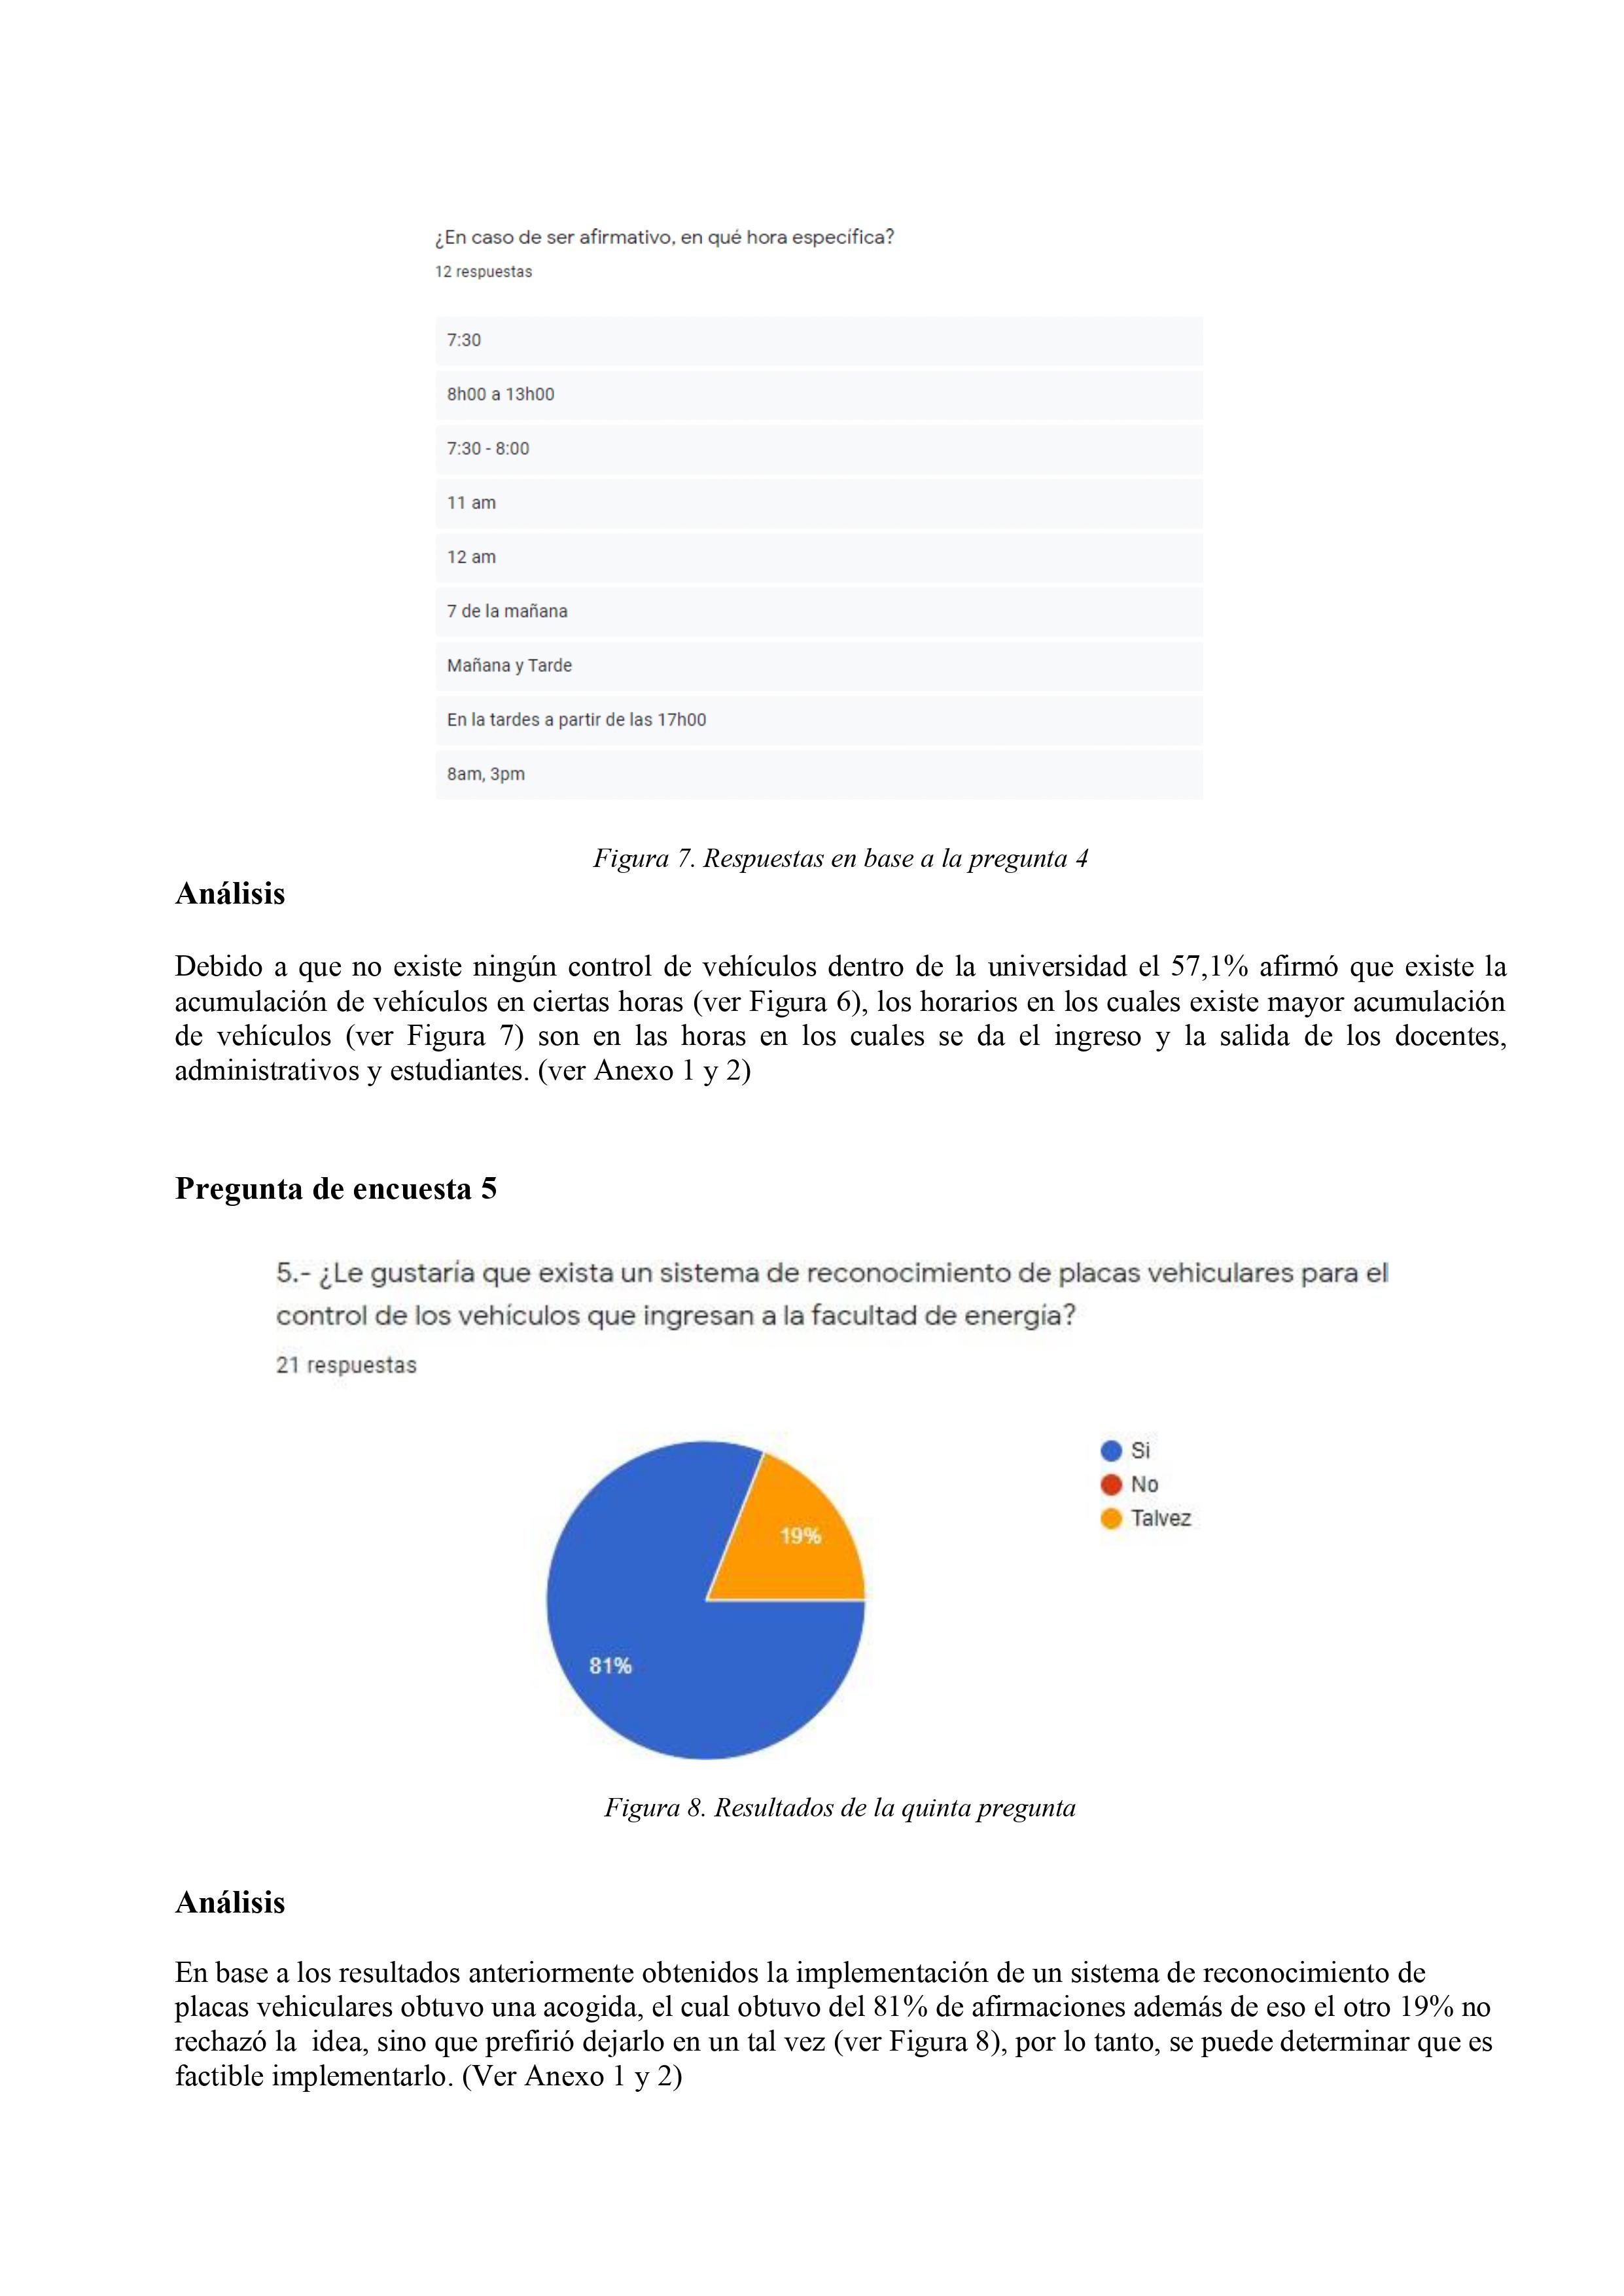 ¿En caso de ser afirmativo, en qué hora específica?
12 respuestas
7:30
8h00 a 13h00
7:30 - 8:00
11 am
12 am
7 de la mañana
Mañana y Tarde
En la tardes a partir de las 17h00
8am, 3pm
Figura 7. Respuestas en base a la pregunta 4
Análisis
Debido a que no existe ningún control de vehículos dentro de la universidad el 57,1% afirmó que existe la
acumulación de vehículos en ciertas horas (ver Figura 6), los horarios en los cuales existe mayor acumulación
de vehículos (ver Figura 7) son en las horas en los cuales se da el ingreso y la salida de los docentes,
administrativos y estudiantes. (ver Anexo 1 y 2)
Pregunta de encuesta 5
5.- ¿Le gustaría que exista un sistema de reconocimiento de placas vehiculares para el
control de los vehículos que ingresan a la facultad de energía?
21 respuestas
Si
No
Talvez
19%
81%
Figura 8. Resultados de la quinta pregunta
Análisis
En base a los resultados anteriormente obtenidos la implementación de un sistema de reconocimiento de
placas vehiculares obtuvo una acogida, el cual obtuvo del 81% de afirmaciones además de eso el otro 19% no
rechazó la  idea, sino que prefirió dejarlo en un tal vez (ver Figura 8), por lo tanto, se puede determinar que es
factible implementarlo. (Ver Anexo 1 y 2)